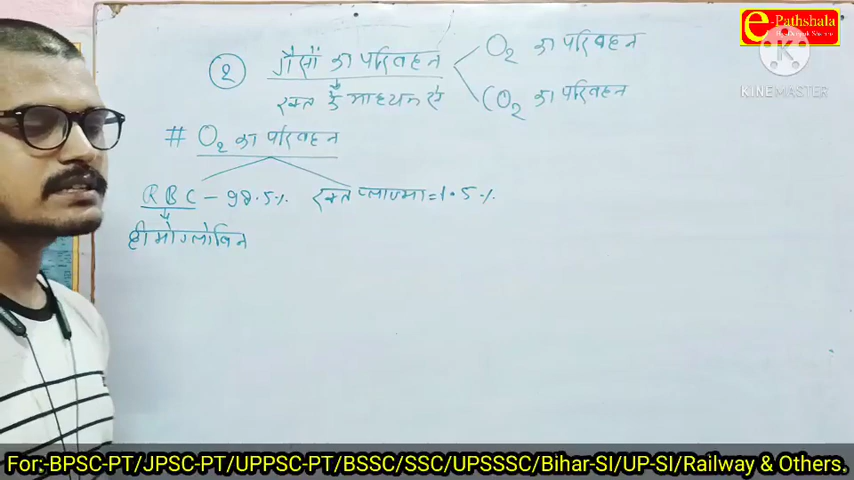 e-Pathshala
KINEMASTER
② गैसों का परिवहन
O₂ का परिवहन
रक्त के माध्यम से
CO₂ का परिवहन
# O₂ का परिवहन
RBC - 98.5%
रक्त प्लाज्मा = 1.5%
हीमोग्लोबिन
For:-BPSC-PT/JPSC-PT/UPPSC-PT/BSSC/SSC/UPSSSC/Bihar-SI/UP-SI/Railway & Others.